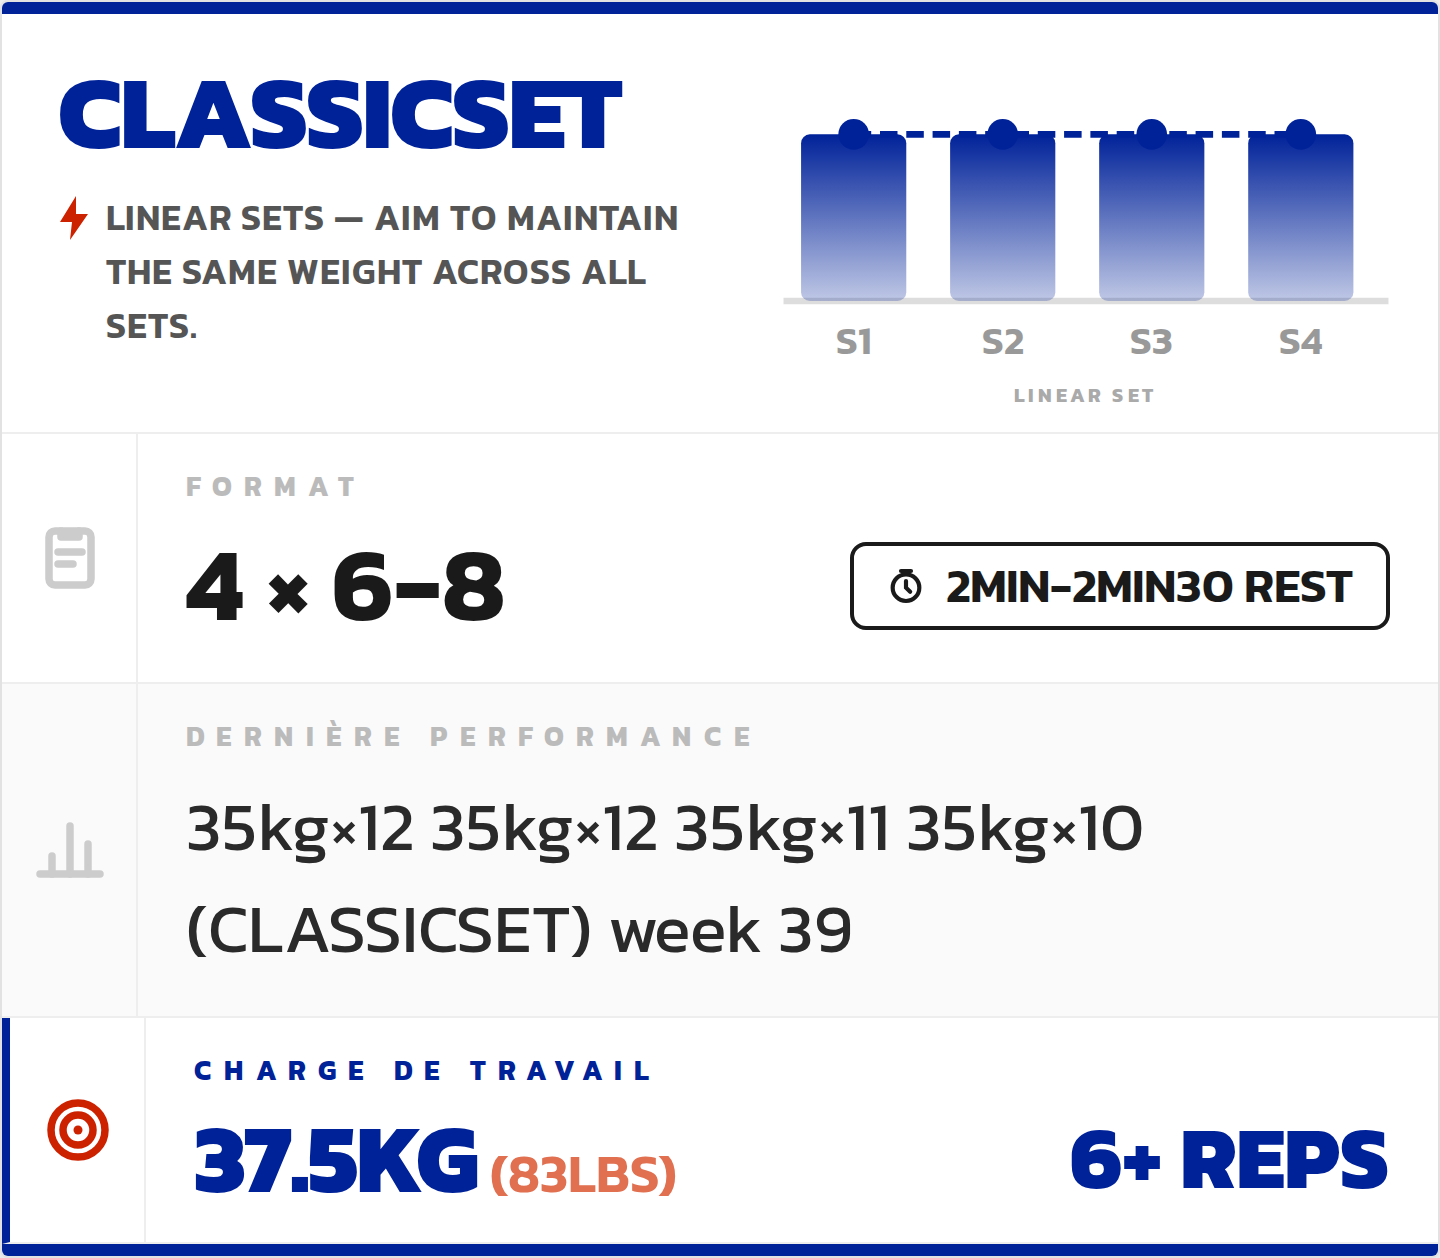 CLASSICSET
LINEAR SETS — AIM TO MAINTAIN
THE SAME WEIGHT ACROSS ALL
SETS.
S1 S2 S3 S4
LINEAR SET
FORMAT
4 × 6–8
2MIN–2MIN30 REST
DERNIÈRE PERFORMANCE
35kg×12 35kg×12 35kg×11 35kg×10
(CLASSICSET) week 39
CHARGE DE TRAVAIL
37.5KG (83LBS)
6+ REPS